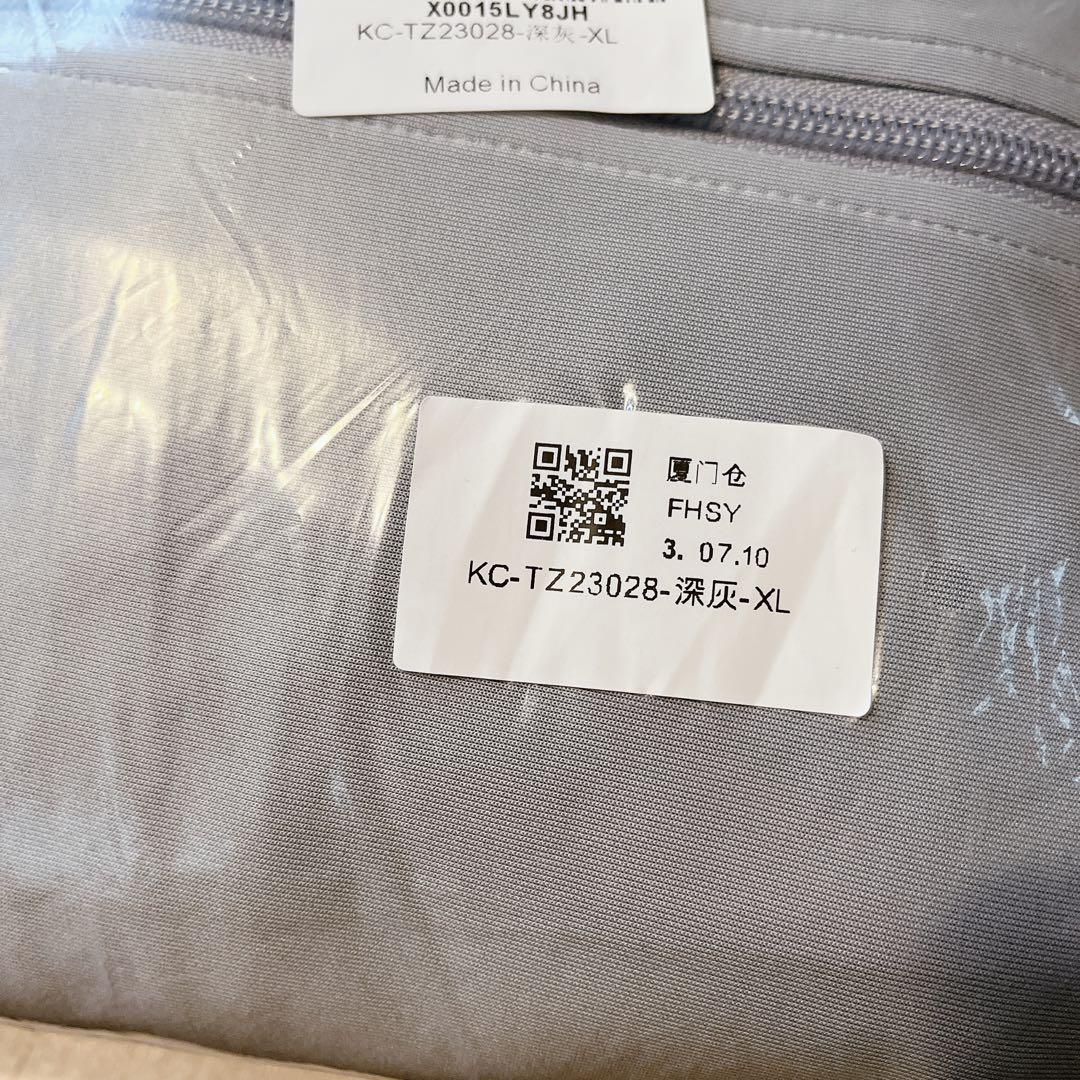 X0015LY8JH
KC-TZ23028-深灰-XL
Made in China
厦门仓
FHSY
3. 07.10
KC-TZ23028-深灰-XL